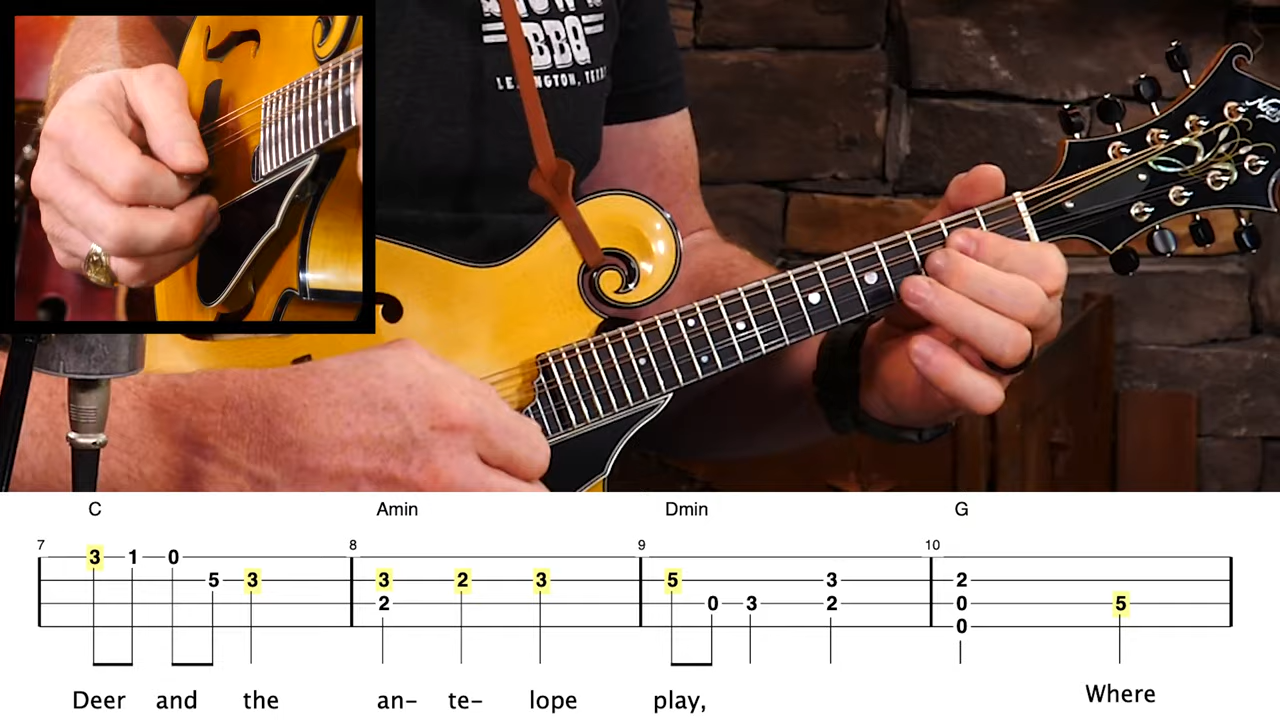 BBQ
C Amin Dmin G
7 8 9 10
3 1 0
5 3 3 2 3 5 3 2
2 0 3 2 0 5
0
Deer and the an- te- lope play, Where